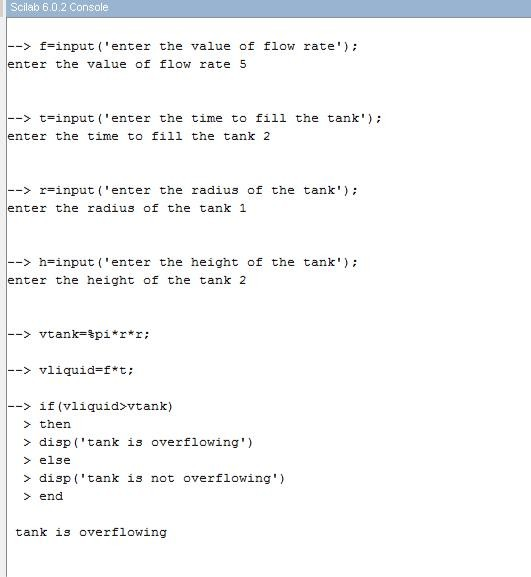 Scilab 6.0.2 Console
--> f=input('enter the value of flow rate');
enter the value of flow rate 5
--> t=input('enter the time to fill the tank');
enter the time to fill the tank 2
--> r=input('enter the radius of the tank');
enter the radius of the tank 1
--> h=input('enter the height of the tank');
enter the height of the tank 2
--> vtank=%pi*r*r;
--> vliquid=f*t;
--> if(vliquid>vtank)
> then
> disp('tank is overflowing')
> else
> disp('tank is not overflowing')
> end
tank is overflowing